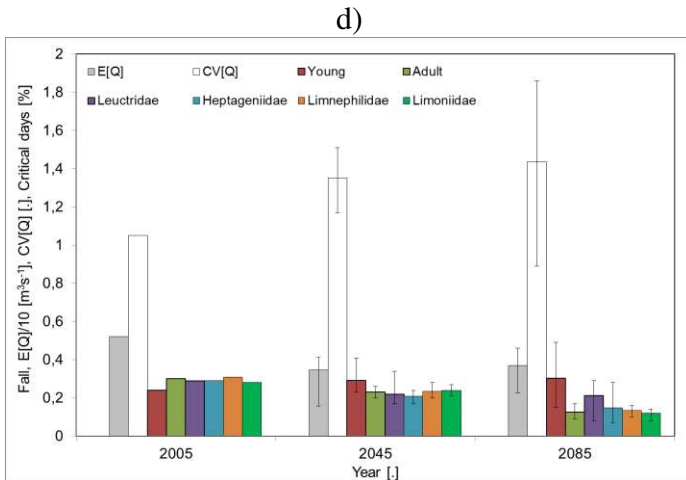 d)
Fall, E[Q]/10 [m³s⁻¹], CV[Q] [.], Critical days [%]
2
1,8
1,6
1,4
1,2
1
0,8
0,6
0,4
0,2
0
E[Q] CV[Q] Young Adult
Leuctridae Heptageniidae Limnephilidae Limoniidae
2005 2045 2085
Year [.]